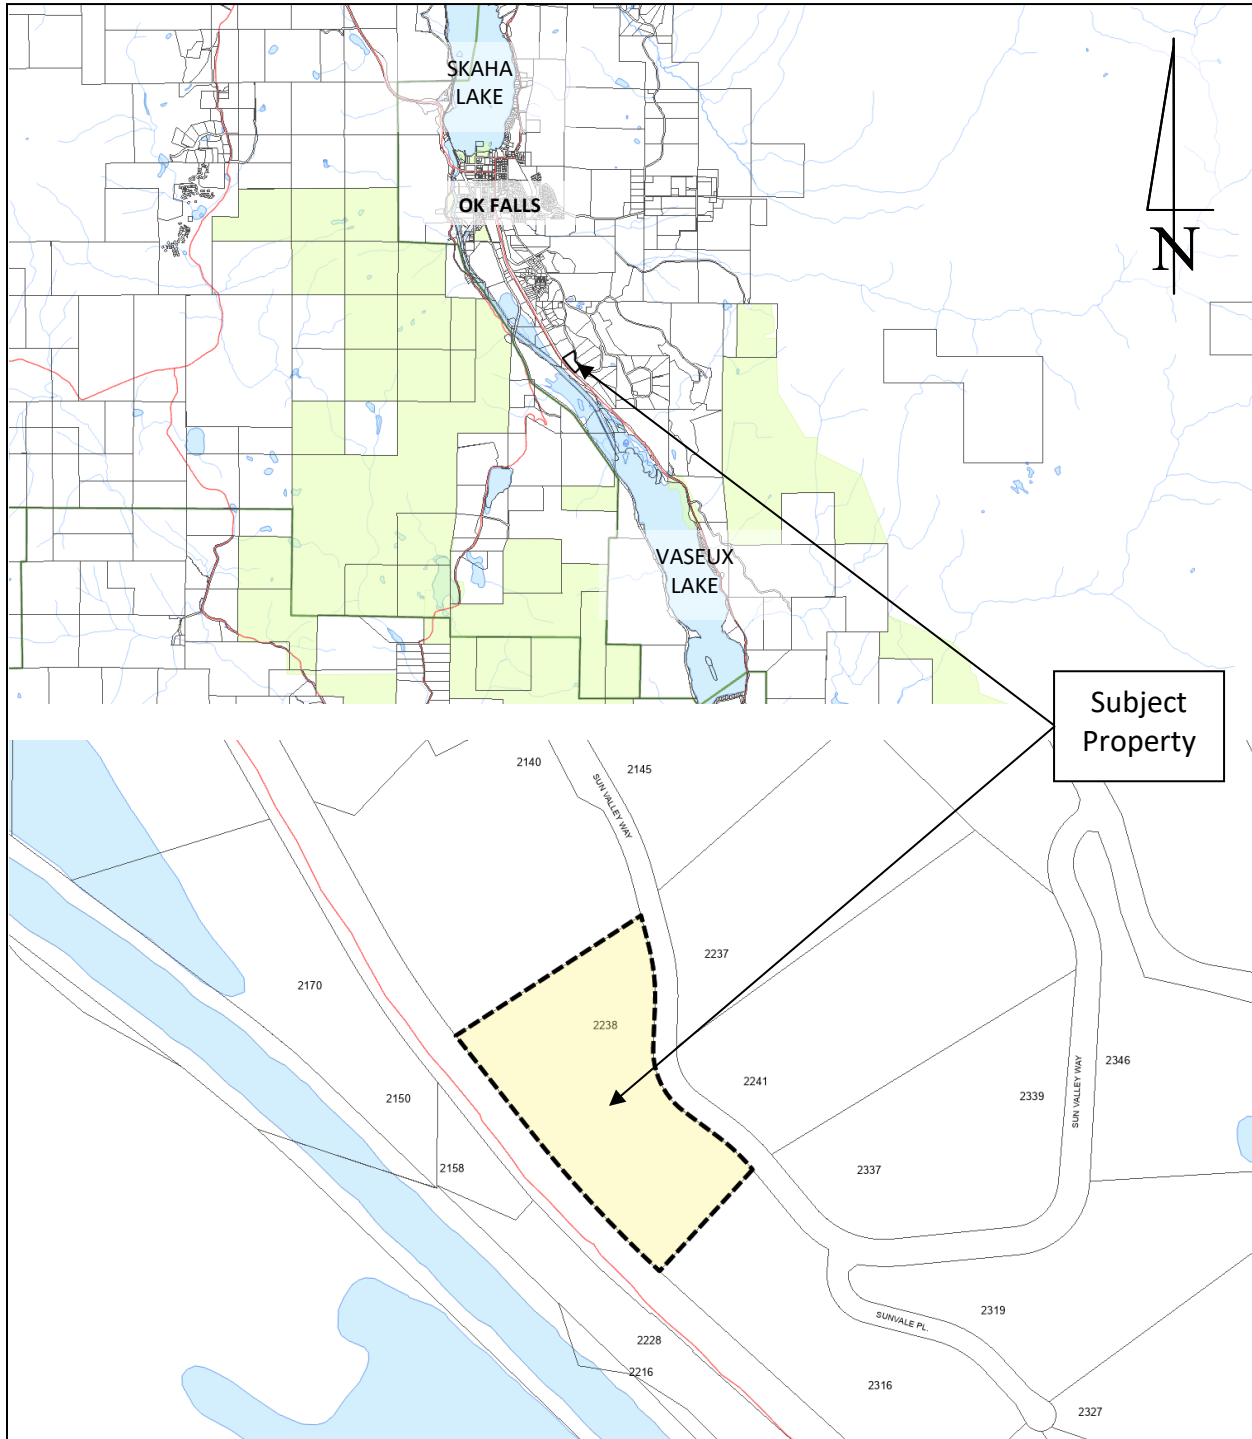 SKAHA
LAKE
OK FALLS
N
VASEUX
LAKE
Subject
Property
2140
SUN VALLEY WAY
2145
2237
2170
2238
2241
2346
2339
SUN VALLEY WAY
2150
2158
2337
2319
SUNVALE PL.
2228
2216
2316
2327